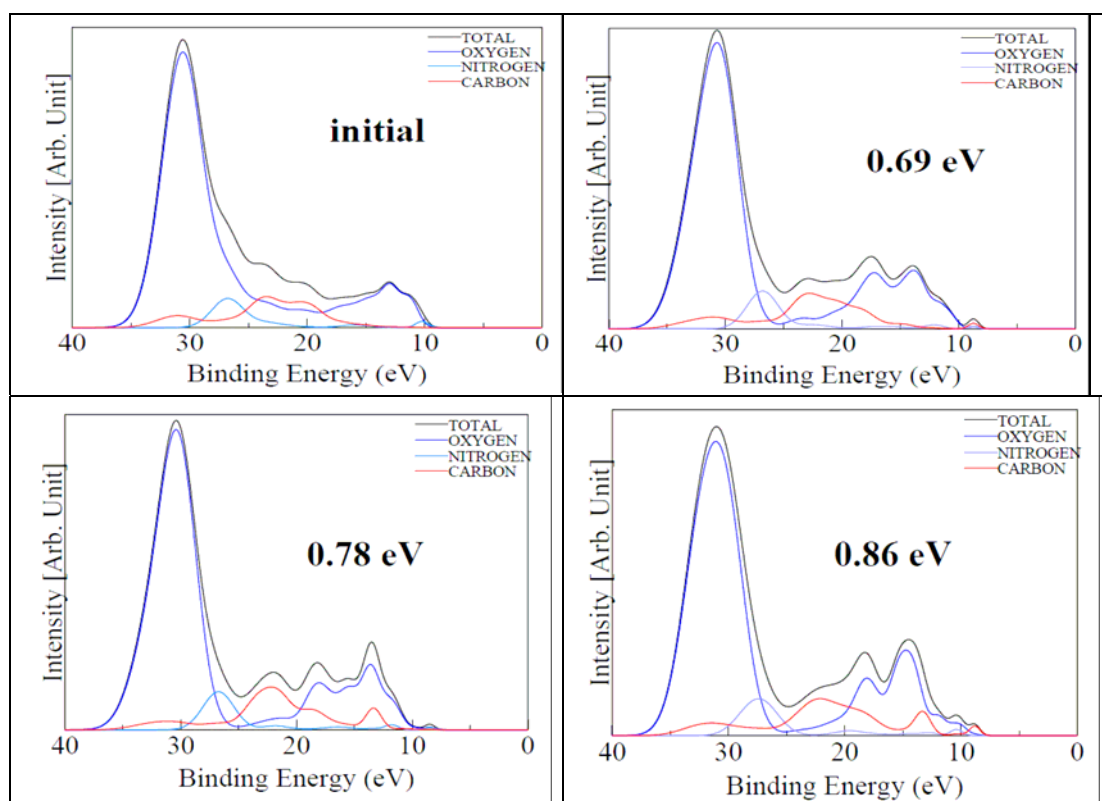 TOTAL
OXYGEN
NITROGEN
CARBON
initial
Intensity [Arb. Unit]
40 30 20 10 0
Binding Energy (eV)
TOTAL
OXYGEN
NITROGEN
CARBON
0.69 eV
Intensity [Arb. Unit]
40 30 20 10 0
Binding Energy (eV)
TOTAL
OXYGEN
NITROGEN
CARBON
0.78 eV
Intensity [Arb. Unit]
40 30 20 10 0
Binding Energy (eV)
TOTAL
OXYGEN
NITROGEN
CARBON
0.86 eV
Intensity [Arb. Unit]
40 30 20 10 0
Binding Energy (eV)